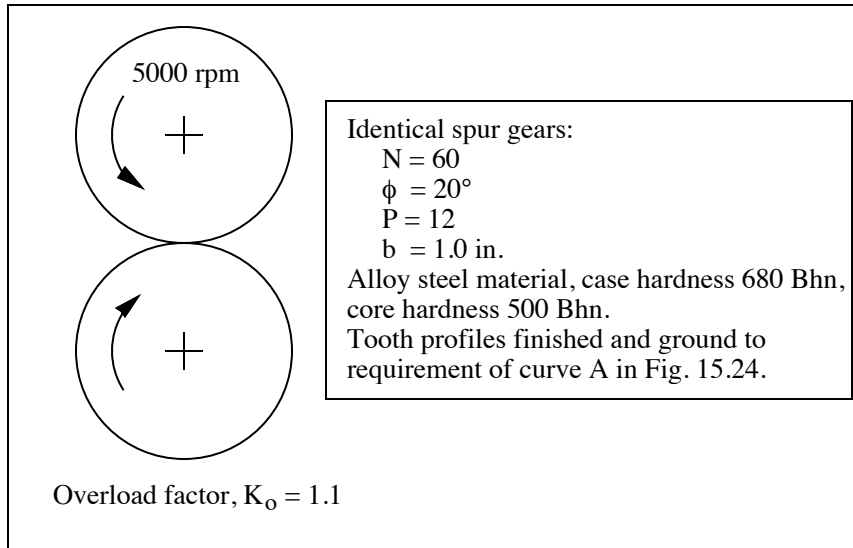 5000 rpm
Identical spur gears:
N = 60
ϕ = 20°
P = 12
b = 1.0 in.
Alloy steel material, case hardness 680 Bhn,
core hardness 500 Bhn.
Tooth profiles finished and ground to
requirement of curve A in Fig. 15.24.
Overload factor, Ko = 1.1